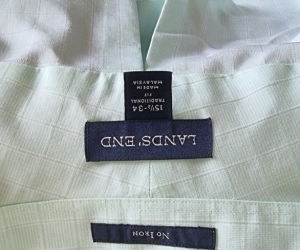 LANDS' END
15½-34
TRADITIONAL
FIT
MADE IN
MALAYSIA
No Iron